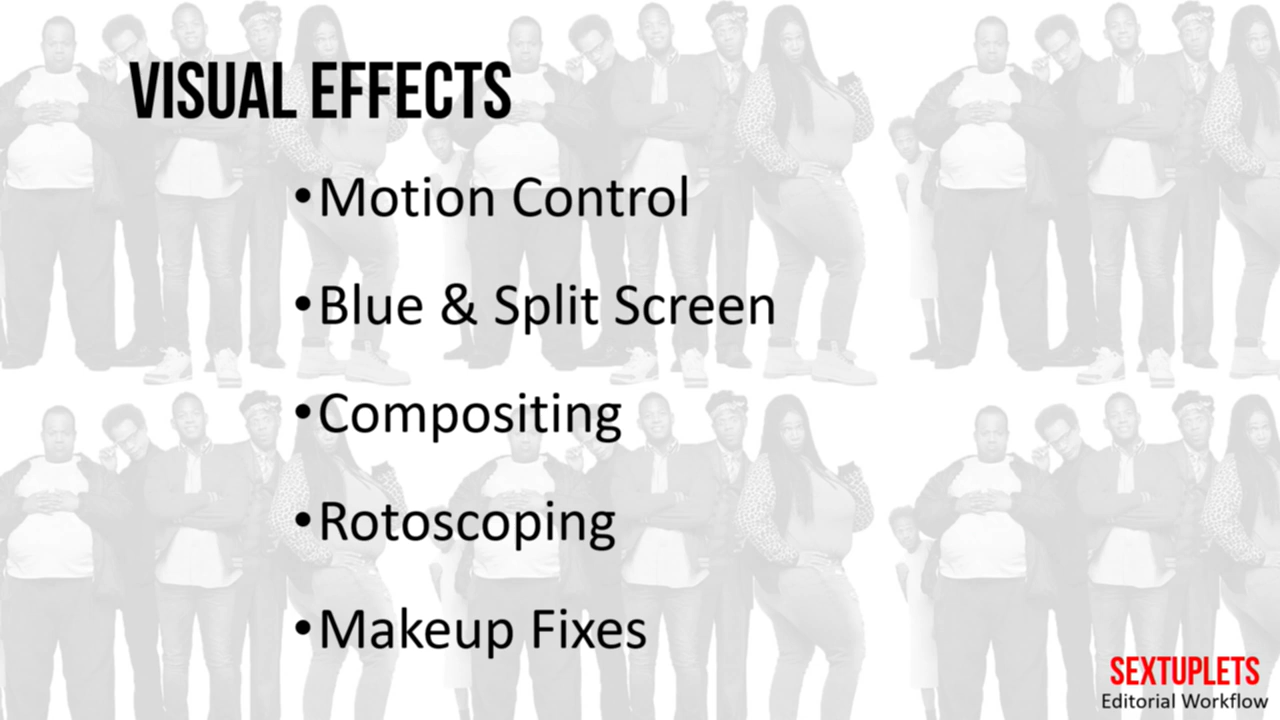 VISUAL EFFECTS
•Motion Control
•Blue & Split Screen
•Compositing
•Rotoscoping
•Makeup Fixes
SEXTUPLETS
Editorial Workflow